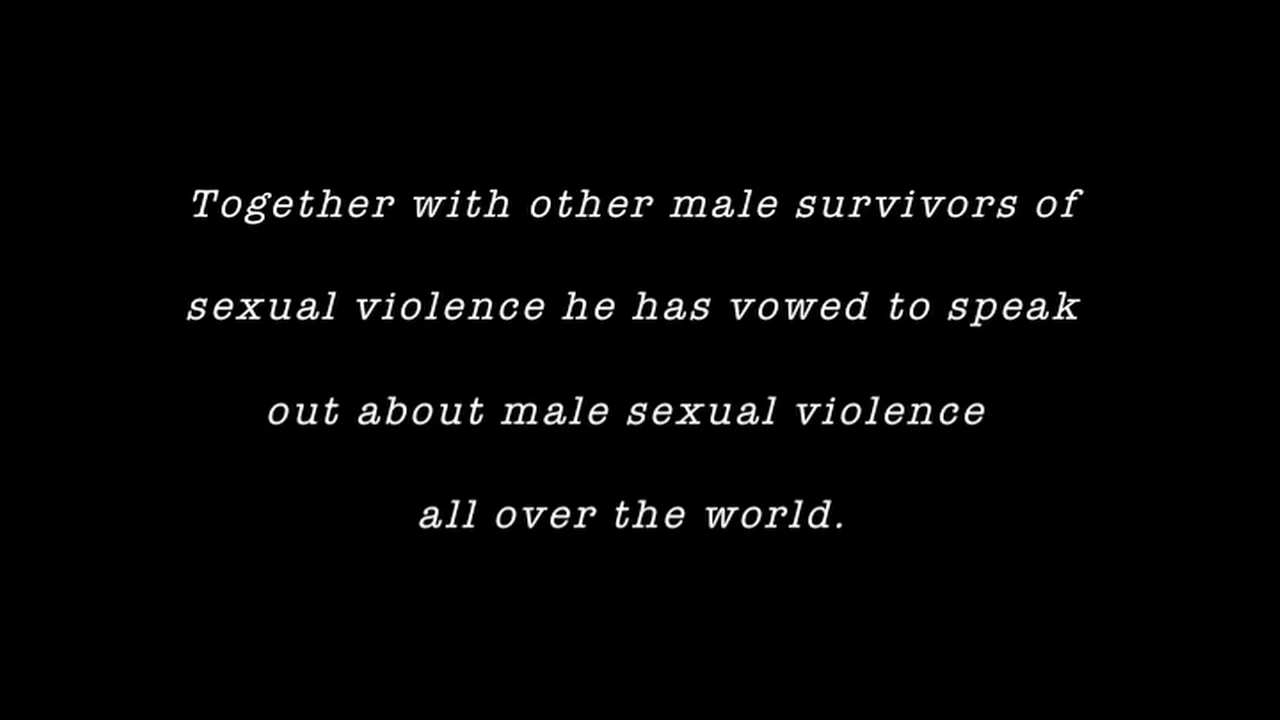 Together with other male survivors of
sexual violence he has vowed to speak
out about male sexual violence
all over the world.